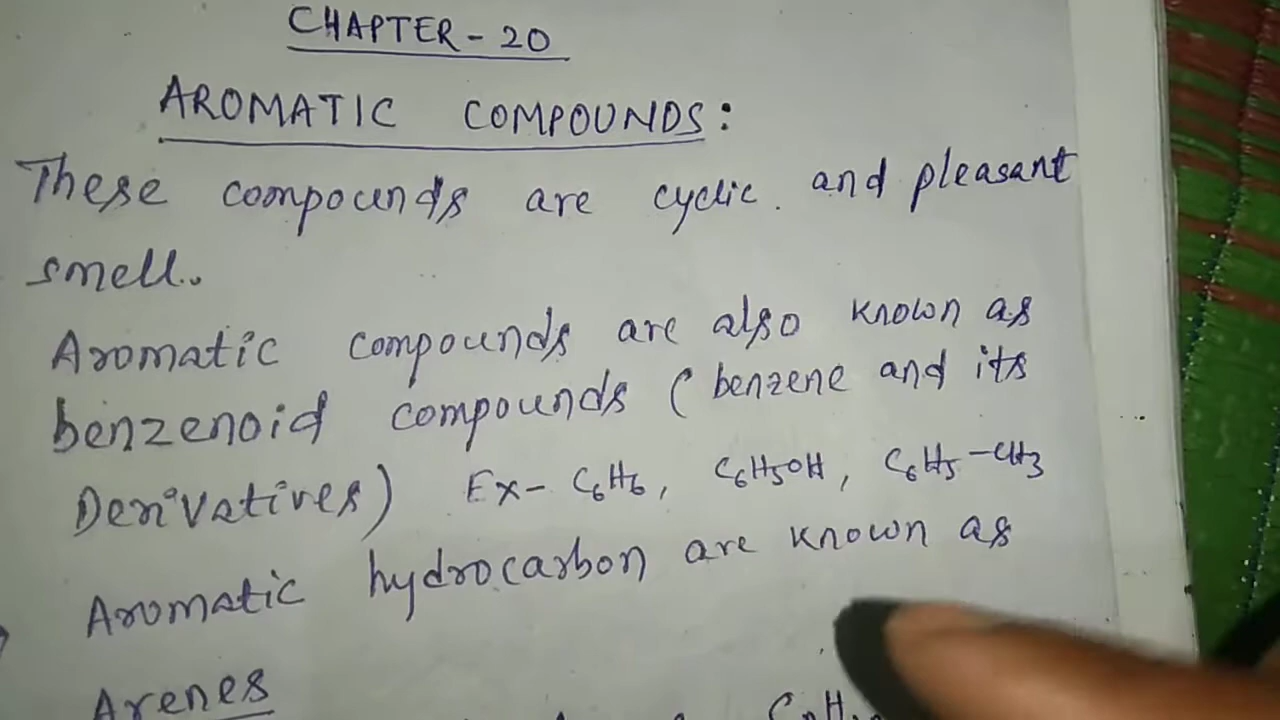 CHAPTER - 20
AROMATIC COMPOUNDS:
These compounds are cyclic. and pleasant
smell..
Aromatic compounds are also known as
benzenoid compounds ( benzene and its
Derivatives) Ex- C6H6, C6H5OH, C6H5-CH3
Aromatic hydrocarbon are known as
Arenes